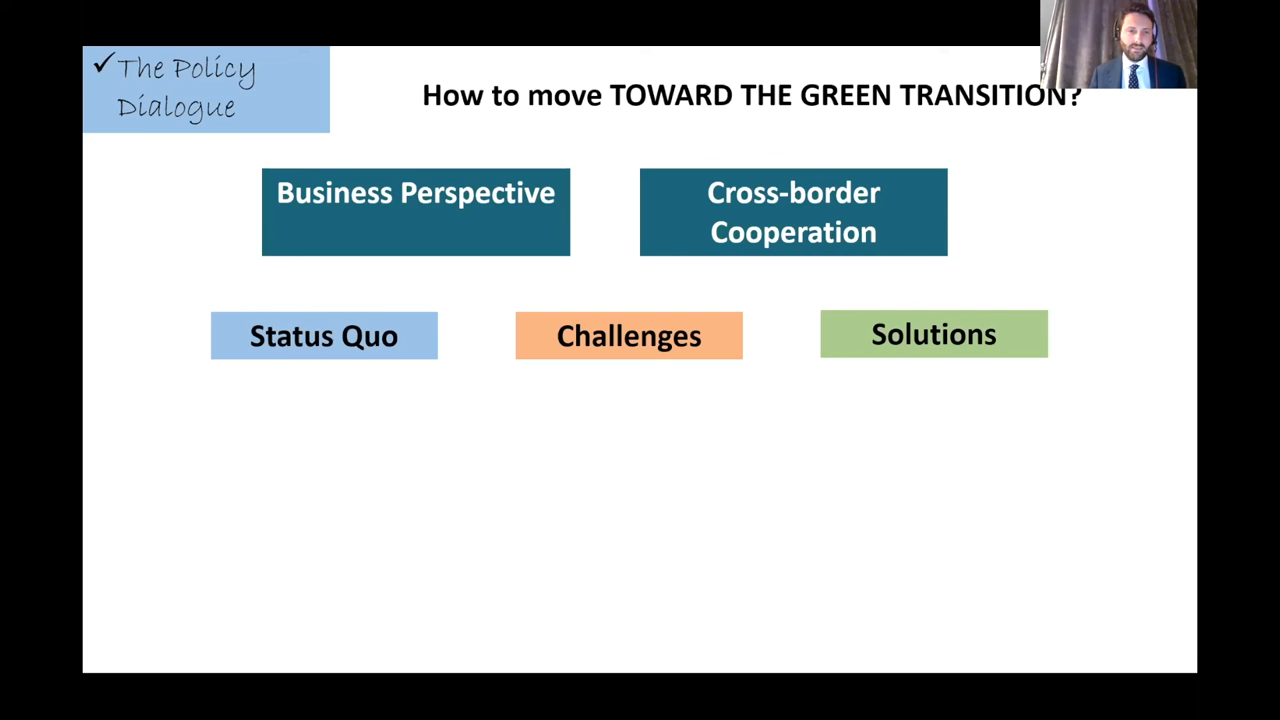 ✓The Policy
Dialogue
How to move TOWARD THE GREEN TRANSITION?
Business Perspective
Cross-border
Cooperation
Status Quo
Challenges
Solutions